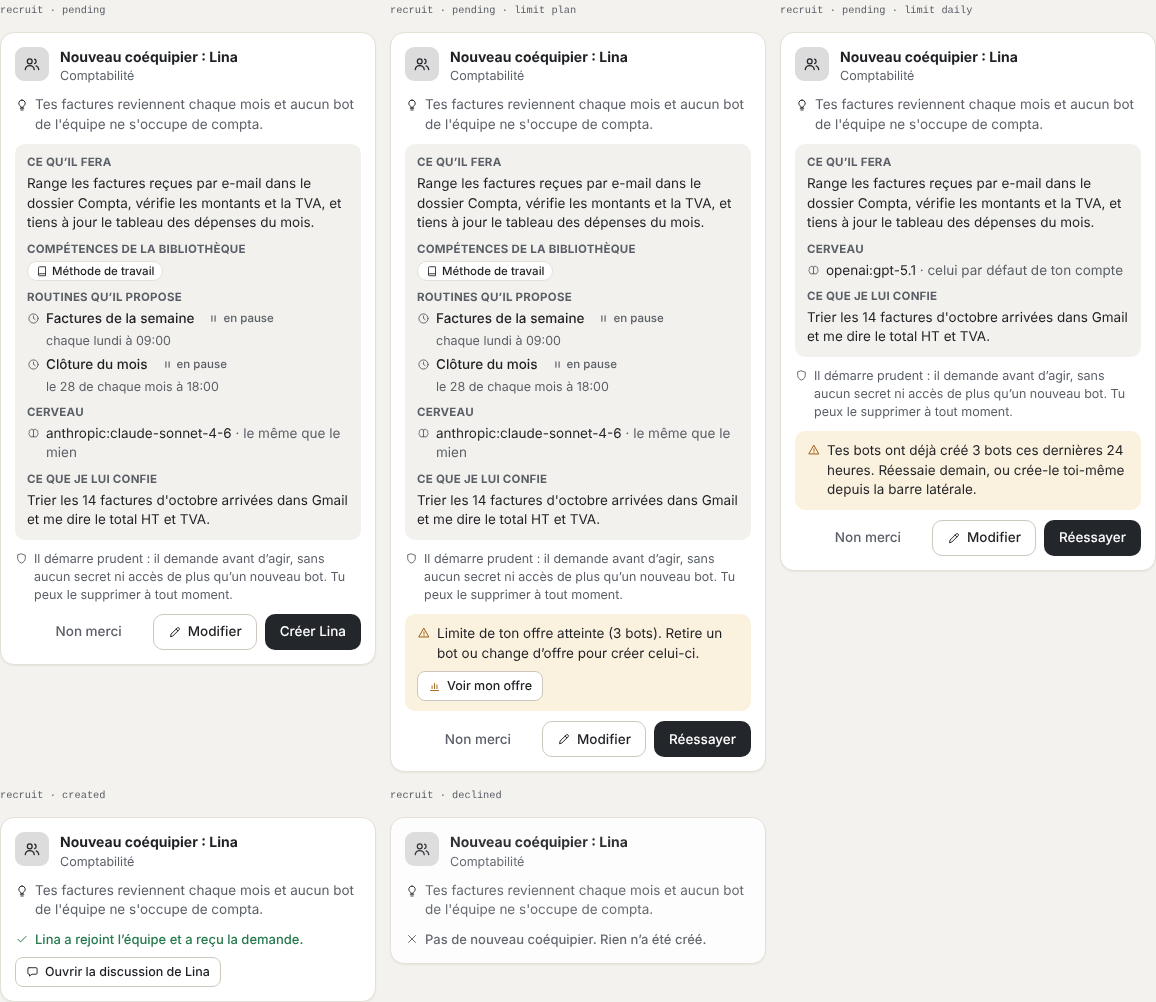 recruit · pending
Nouveau coéquipier : Lina
Comptabilité
Tes factures reviennent chaque mois et aucun bot
de l'équipe ne s'occupe de compta.
CE QU’IL FERA
Range les factures reçues par e-mail dans le
dossier Compta, vérifie les montants et la TVA, et
tiens à jour le tableau des dépenses du mois.
COMPÉTENCES DE LA BIBLIOTHÈQUE
Méthode de travail
ROUTINES QU’IL PROPOSE
Factures de la semaine en pause
chaque lundi à 09:00
Clôture du mois en pause
le 28 de chaque mois à 18:00
CERVEAU
anthropic:claude-sonnet-4-6 · le même que le
mien
CE QUE JE LUI CONFIE
Trier les 14 factures d'octobre arrivées dans Gmail
et me dire le total HT et TVA.
Il démarre prudent : il demande avant d’agir, sans
aucun secret ni accès de plus qu’un nouveau bot. Tu
peux le supprimer à tout moment.
Non merci Modifier Créer Lina
recruit · pending · limit plan
Nouveau coéquipier : Lina
Comptabilité
Tes factures reviennent chaque mois et aucun bot
de l'équipe ne s'occupe de compta.
CE QU’IL FERA
Range les factures reçues par e-mail dans le
dossier Compta, vérifie les montants et la TVA, et
tiens à jour le tableau des dépenses du mois.
COMPÉTENCES DE LA BIBLIOTHÈQUE
Méthode de travail
ROUTINES QU’IL PROPOSE
Factures de la semaine en pause
chaque lundi à 09:00
Clôture du mois en pause
le 28 de chaque mois à 18:00
CERVEAU
anthropic:claude-sonnet-4-6 · le même que le
mien
CE QUE JE LUI CONFIE
Trier les 14 factures d'octobre arrivées dans Gmail
et me dire le total HT et TVA.
Il démarre prudent : il demande avant d’agir, sans
aucun secret ni accès de plus qu’un nouveau bot. Tu
peux le supprimer à tout moment.
Limite de ton offre atteinte (3 bots). Retire un
bot ou change d’offre pour créer celui-ci.
Voir mon offre
Non merci Modifier Réessayer
recruit · pending · limit daily
Nouveau coéquipier : Lina
Comptabilité
Tes factures reviennent chaque mois et aucun bot
de l'équipe ne s'occupe de compta.
CE QU’IL FERA
Range les factures reçues par e-mail dans le
dossier Compta, vérifie les montants et la TVA, et
tiens à jour le tableau des dépenses du mois.
CERVEAU
openai:gpt-5.1 · celui par défaut de ton compte
CE QUE JE LUI CONFIE
Trier les 14 factures d'octobre arrivées dans Gmail
et me dire le total HT et TVA.
Il démarre prudent : il demande avant d’agir, sans
aucun secret ni accès de plus qu’un nouveau bot. Tu
peux le supprimer à tout moment.
Tes bots ont déjà créé 3 bots ces dernières 24
heures. Réessaie demain, ou crée-le toi-même
depuis la barre latérale.
Non merci Modifier Réessayer
recruit · created
Nouveau coéquipier : Lina
Comptabilité
Tes factures reviennent chaque mois et aucun bot
de l'équipe ne s'occupe de compta.
Lina a rejoint l’équipe et a reçu la demande.
Ouvrir la discussion de Lina
recruit · declined
Nouveau coéquipier : Lina
Comptabilité
Tes factures reviennent chaque mois et aucun bot
de l'équipe ne s'occupe de compta.
Pas de nouveau coéquipier. Rien n’a été créé.